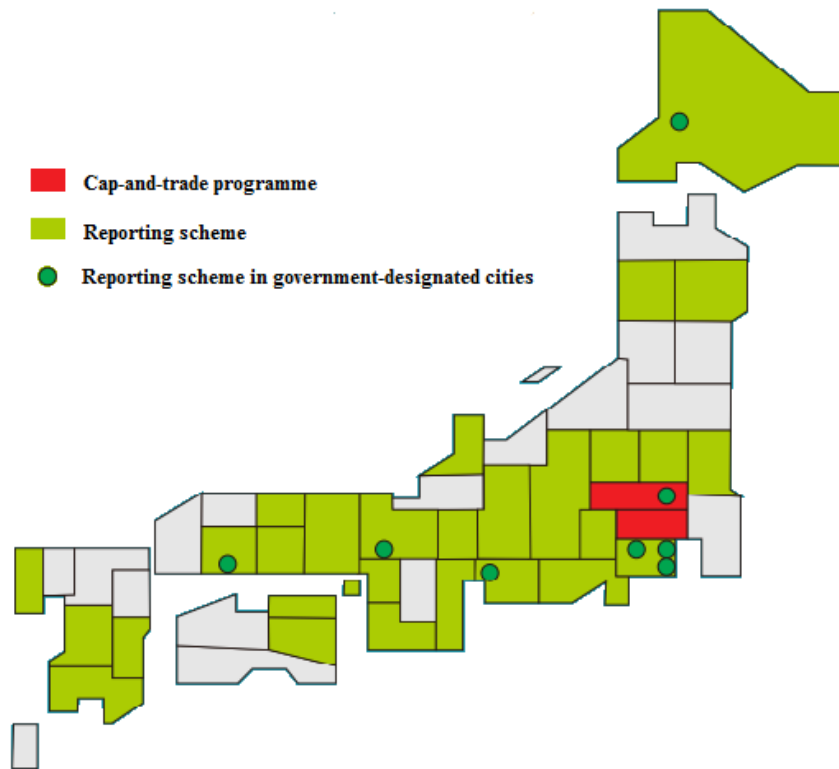 Cap-and-trade programme
Reporting scheme
Reporting scheme in government-designated cities